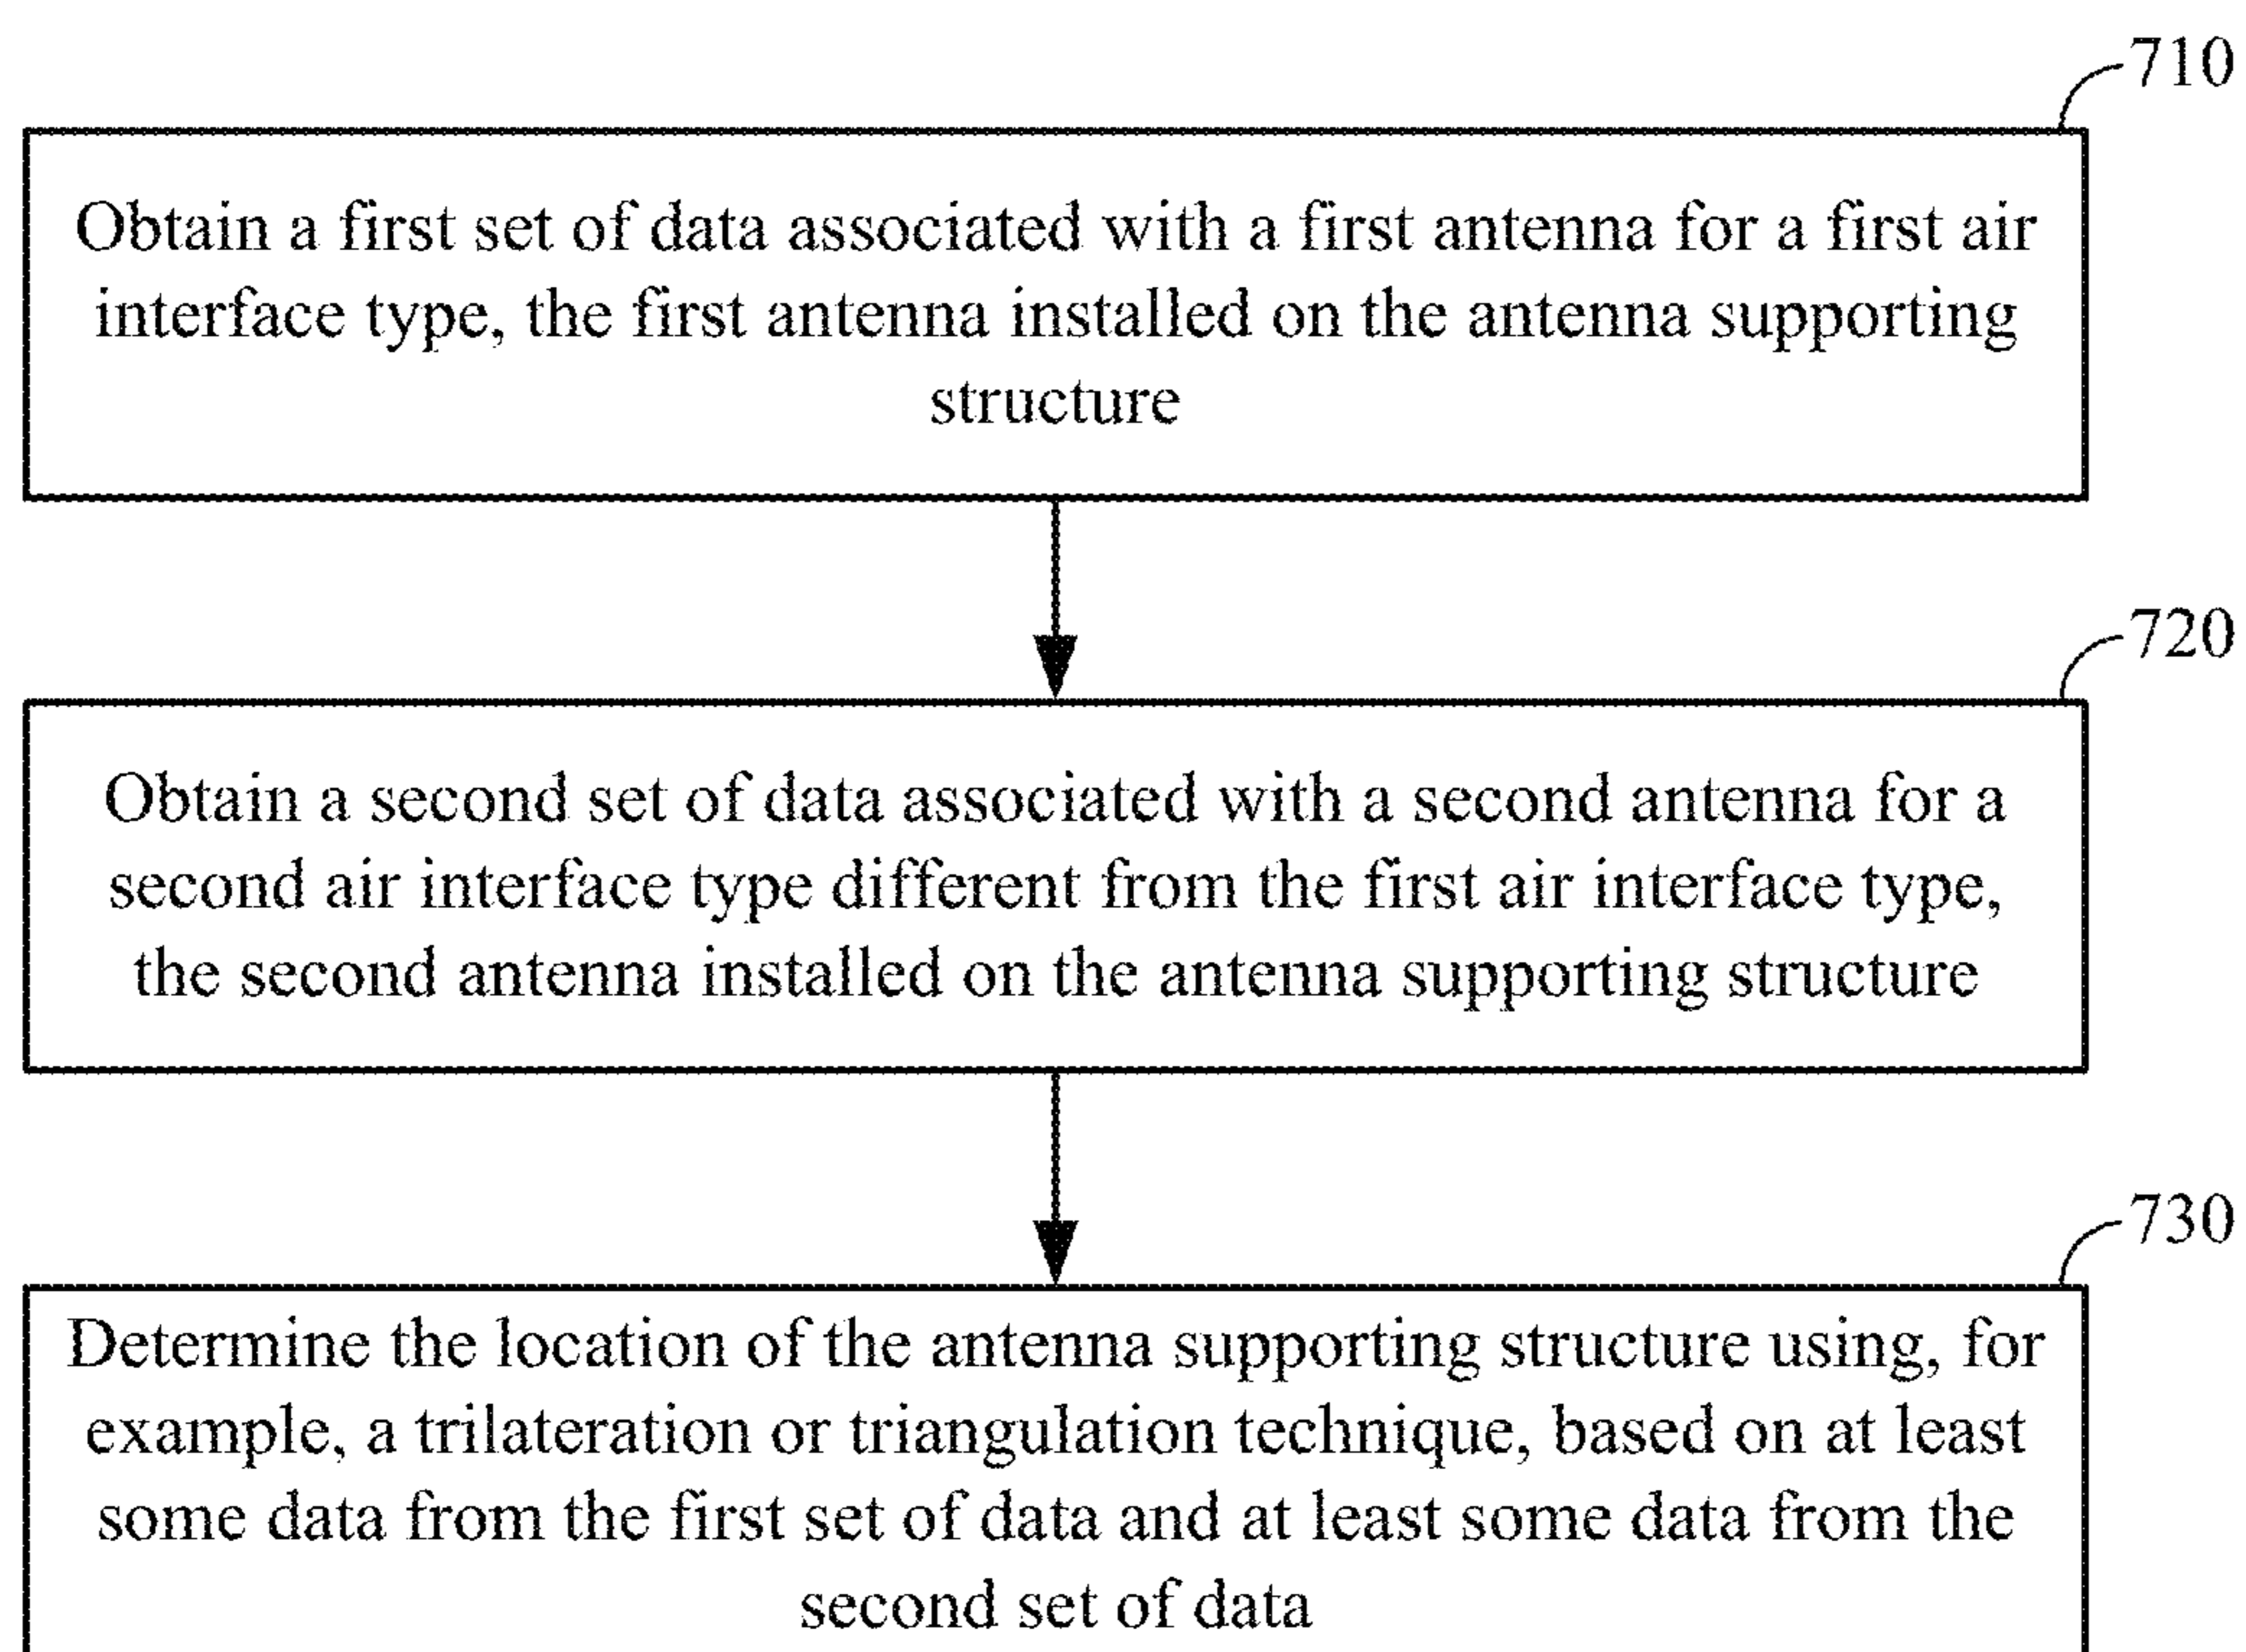 710
Obtain a first set of data associated with a first antenna for a first air
interface type, the first antenna installed on the antenna supporting
structure
720
Obtain a second set of data associated with a second antenna for a
second air interface type different from the first air interface type,
the second antenna installed on the antenna supporting structure
730
Determine the location of the antenna supporting structure using, for
example, a trilateration or triangulation technique, based on at least
some data from the first set of data and at least some data from the
second set of data